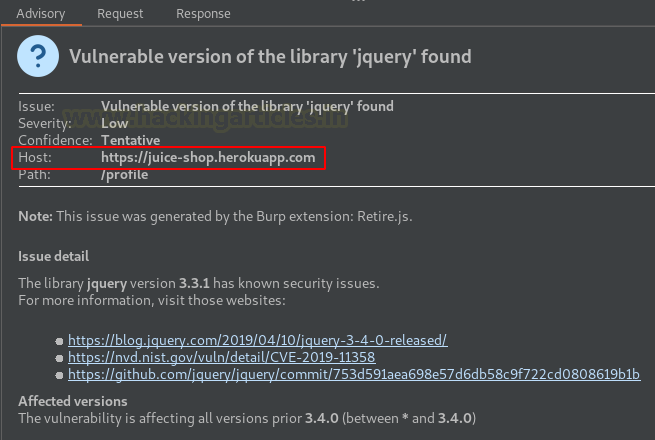 Advisory Request Response
?
Vulnerable version of the library 'jquery' found
Issue: Vulnerable version of the library 'jquery' found
www.hackingarticles.in
Severity: Low
Confidence: Tentative
Host: https://juice-shop.herokuapp.com
Path: /profile
Note: This issue was generated by the Burp extension: Retire.js.
Issue detail
The library jquery version 3.3.1 has known security issues.
For more information, visit those websites:
https://blog.jquery.com/2019/04/10/jquery-3-4-0-released/
https://nvd.nist.gov/vuln/detail/CVE-2019-11358
https://github.com/jquery/jquery/commit/753d591aea698e57d6db58c9f722cd0808619b1b
Affected versions
The vulnerability is affecting all versions prior 3.4.0 (between * and 3.4.0)